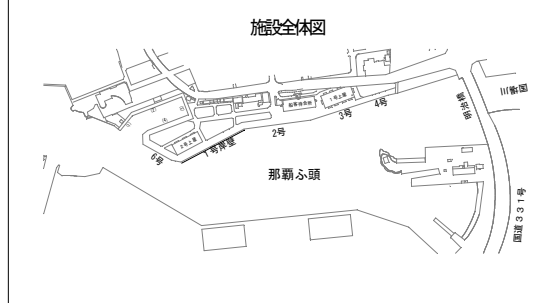 施設全体図
明治橋
三重図
1号上屋
船客待合所
4号
3号
2号
2号上屋
1号岸壁
6号
那覇ふ頭
国道331号